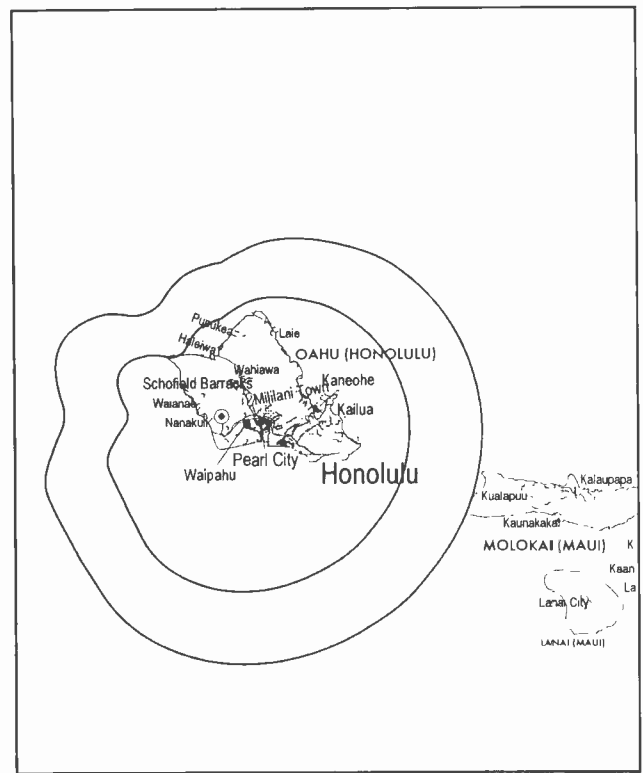 Pupukea
Laie
Haleiwa
OAHU (HONOLULU)
Wahiawa
Schofield Barracks
Kaneohe
Mililani Town
Waianae
Kailua
Nanakuli
Waipahu
Pearl City
Honolulu
Kalaupapa
Kualapuu
Kaunakakai
MOLOKAI (MAUI)
K
Kaan
La
Lanai City
LANAI (MAUI)